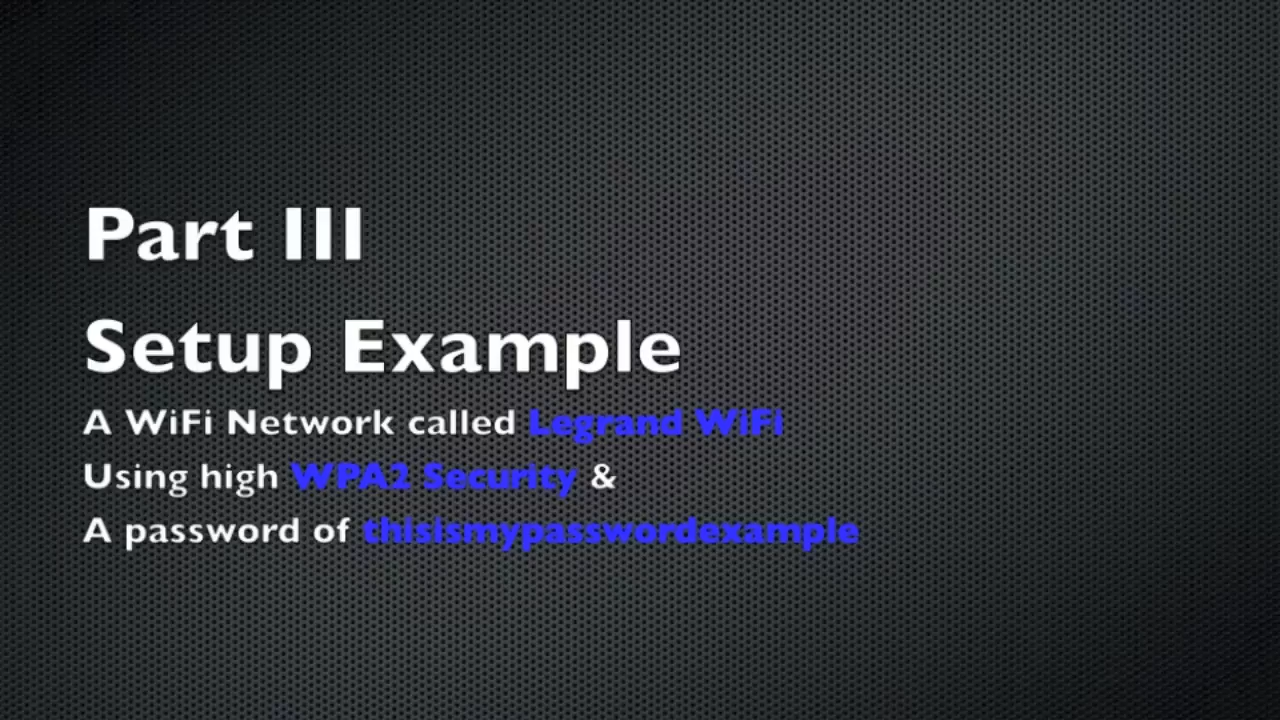 Part III
Setup Example
A WiFi Network called Legrand WiFi
Using high WPA2 Security &
A password of thisismypasswordexample